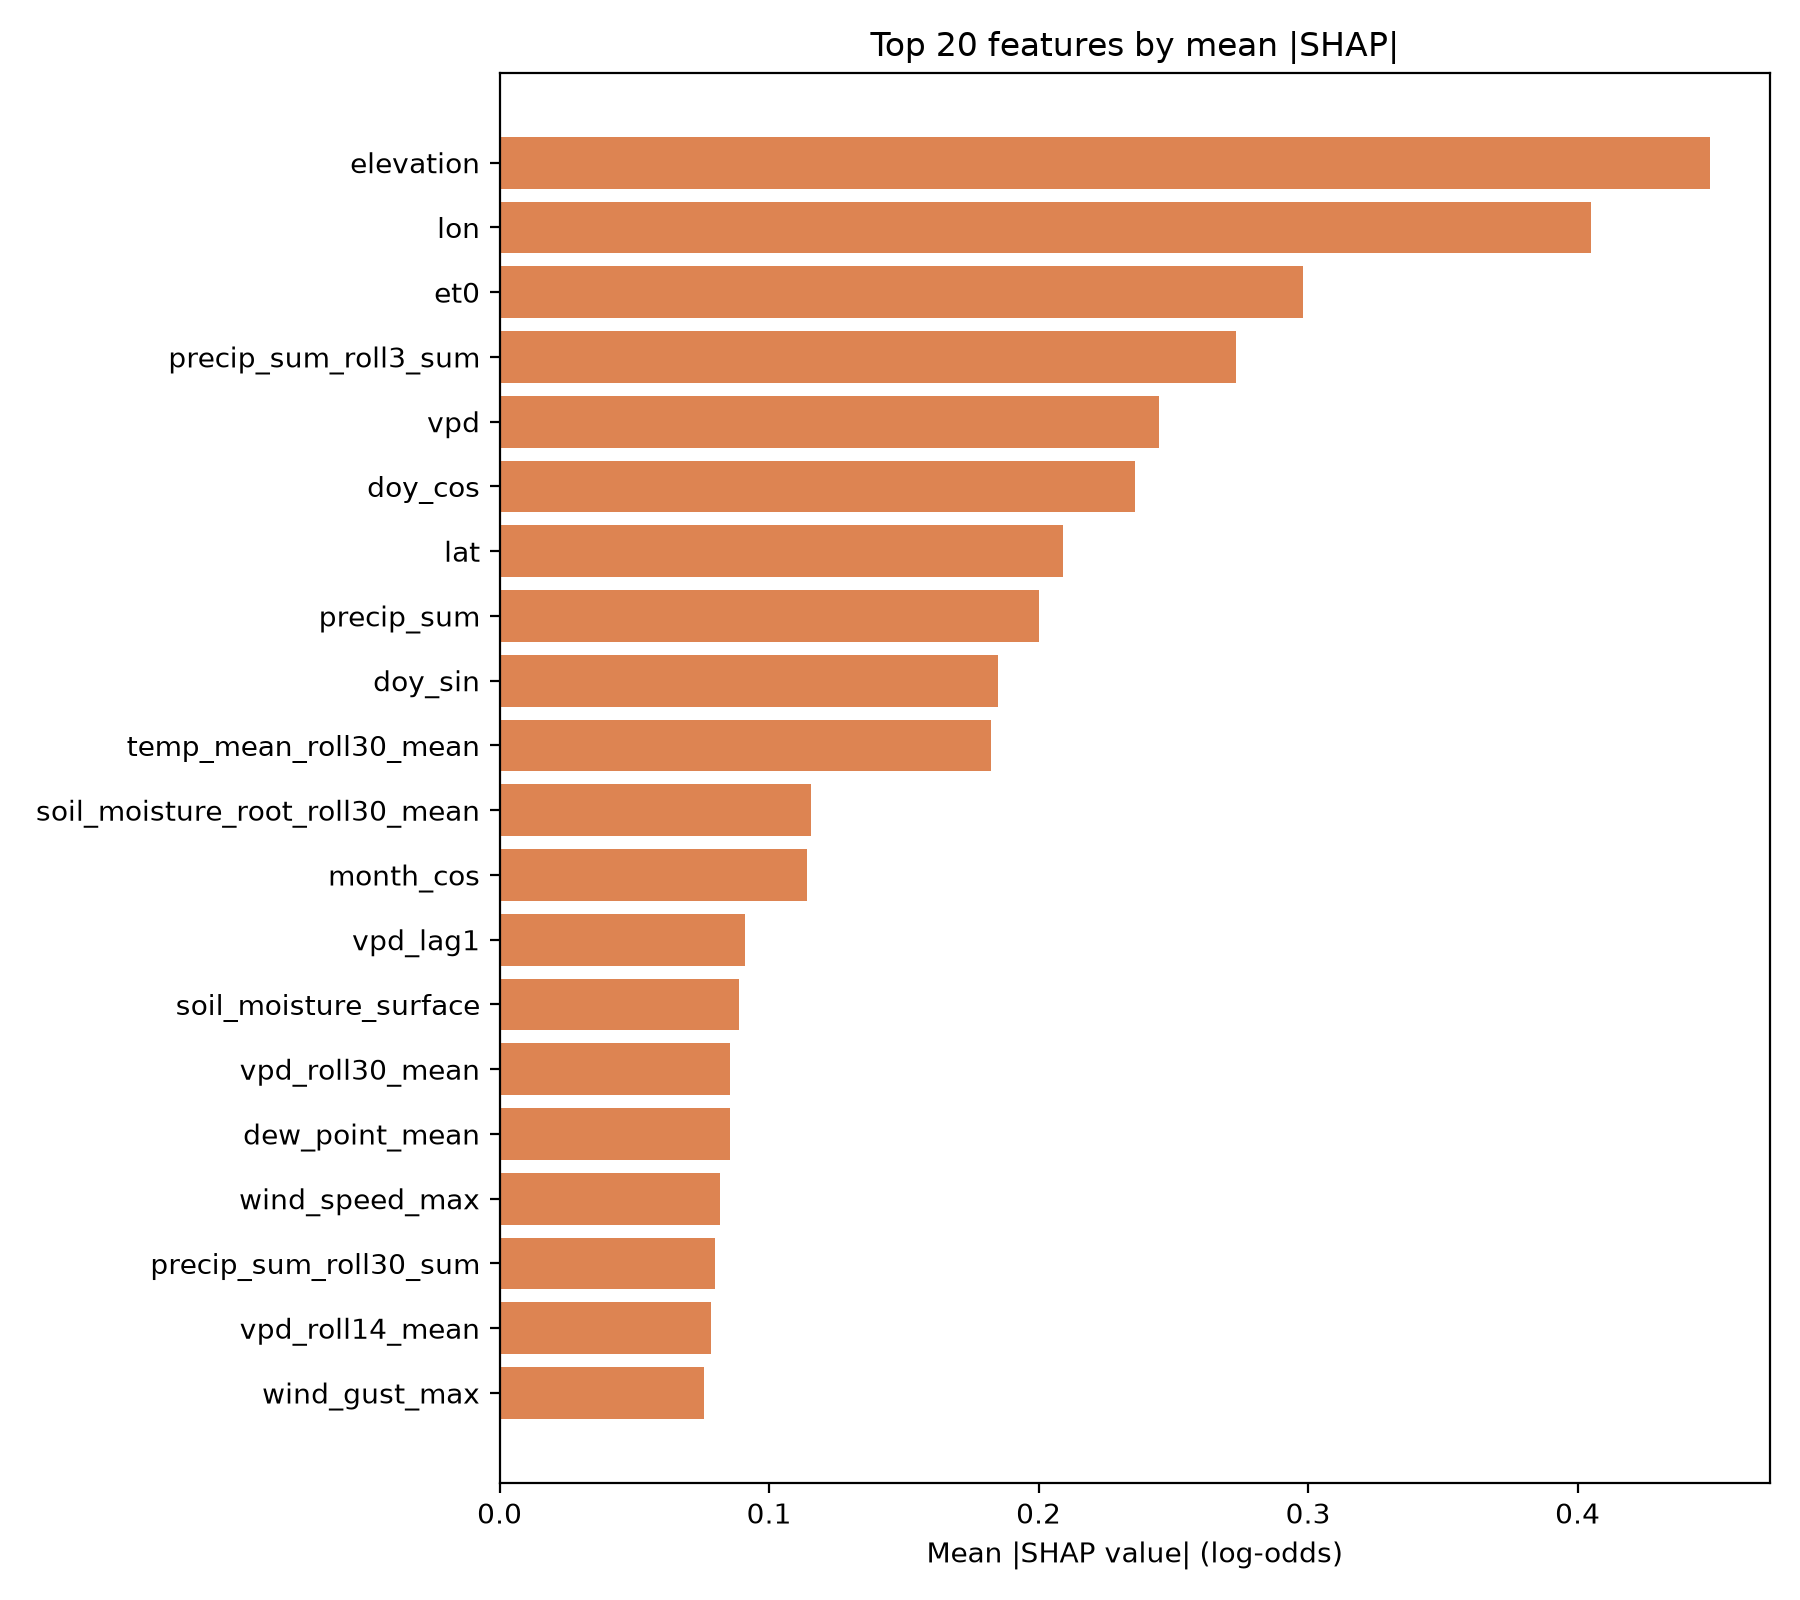 Top 20 features by mean |SHAP|
elevation
lon
et0
precip_sum_roll3_sum
vpd
doy_cos
lat
precip_sum
doy_sin
temp_mean_roll30_mean
soil_moisture_root_roll30_mean
month_cos
vpd_lag1
soil_moisture_surface
vpd_roll30_mean
dew_point_mean
wind_speed_max
precip_sum_roll30_sum
vpd_roll14_mean
wind_gust_max
0.0 0.1 0.2 0.3 0.4
Mean |SHAP value| (log-odds)